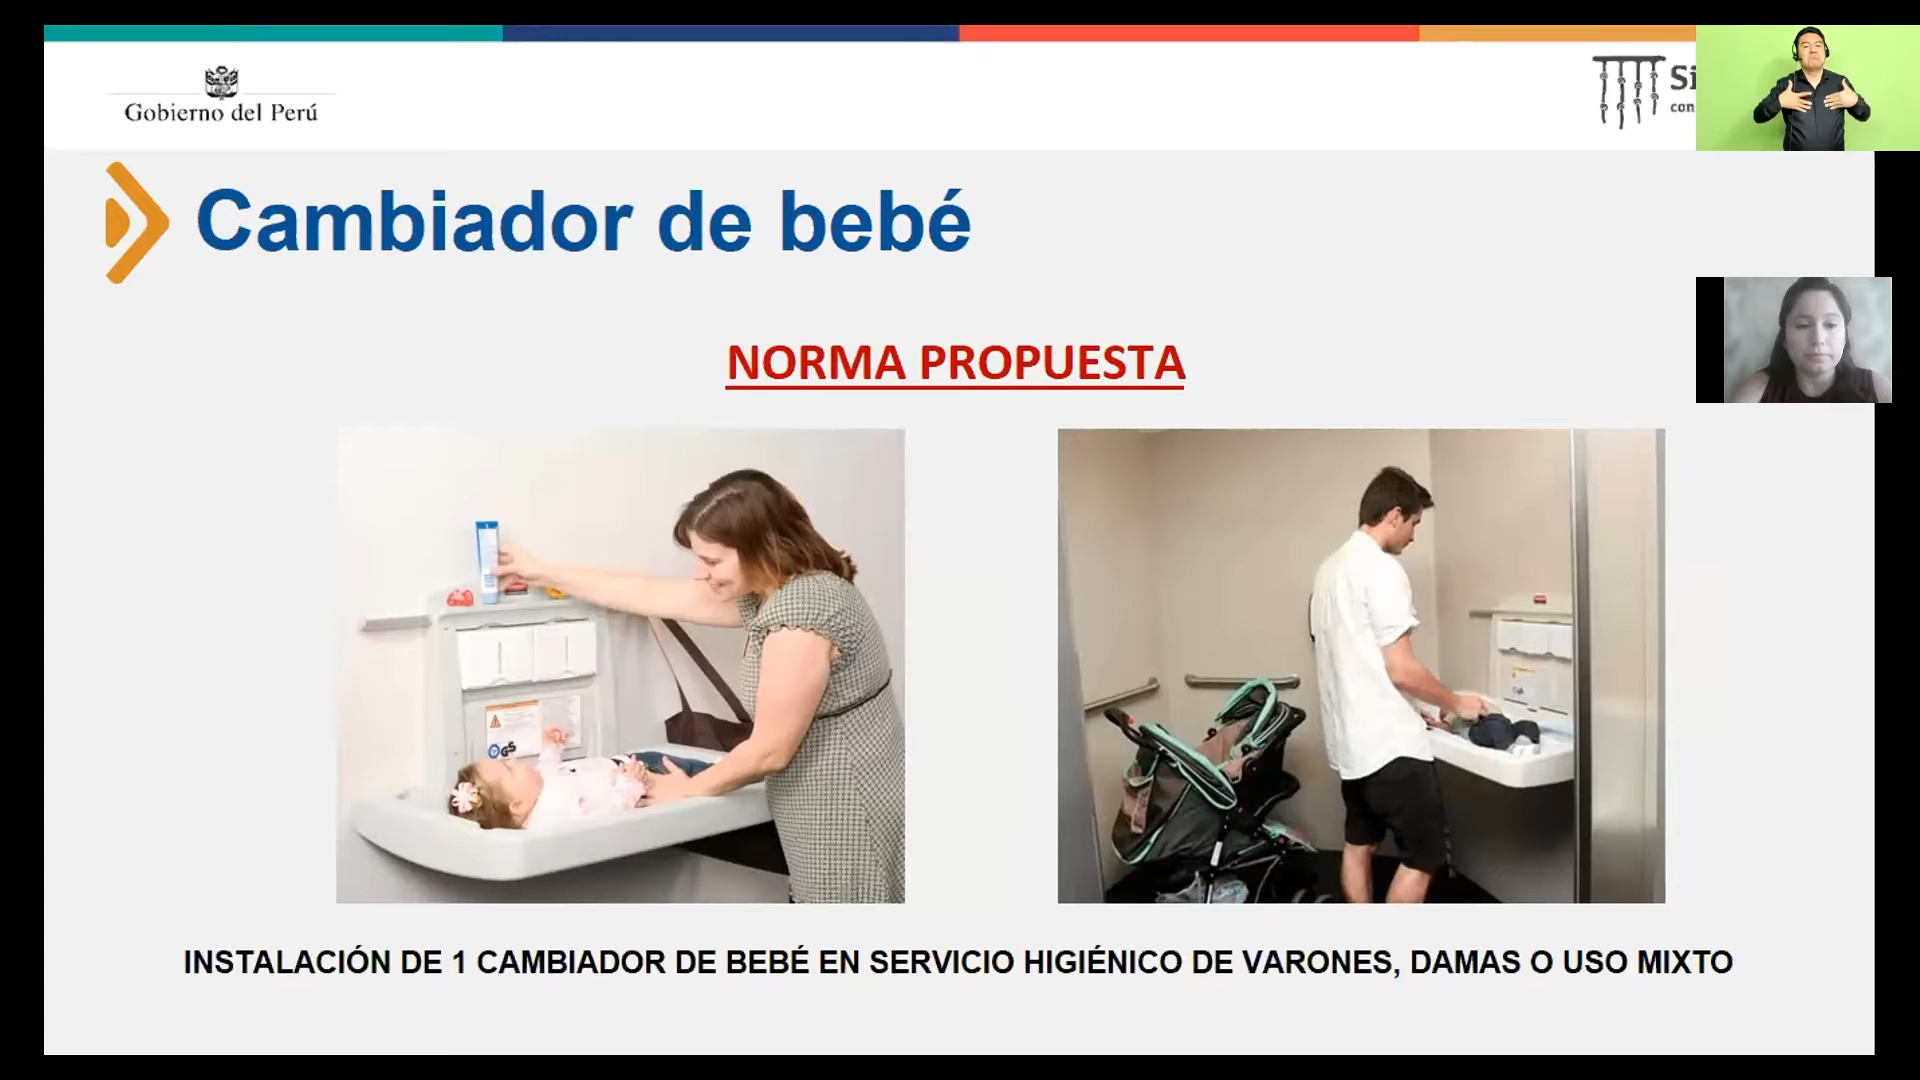 Gobierno del Perú
Si
con
Cambiador de bebé
NORMA PROPUESTA
GS
INSTALACIÓN DE 1 CAMBIADOR DE BEBÉ EN SERVICIO HIGIÉNICO DE VARONES, DAMAS O USO MIXTO